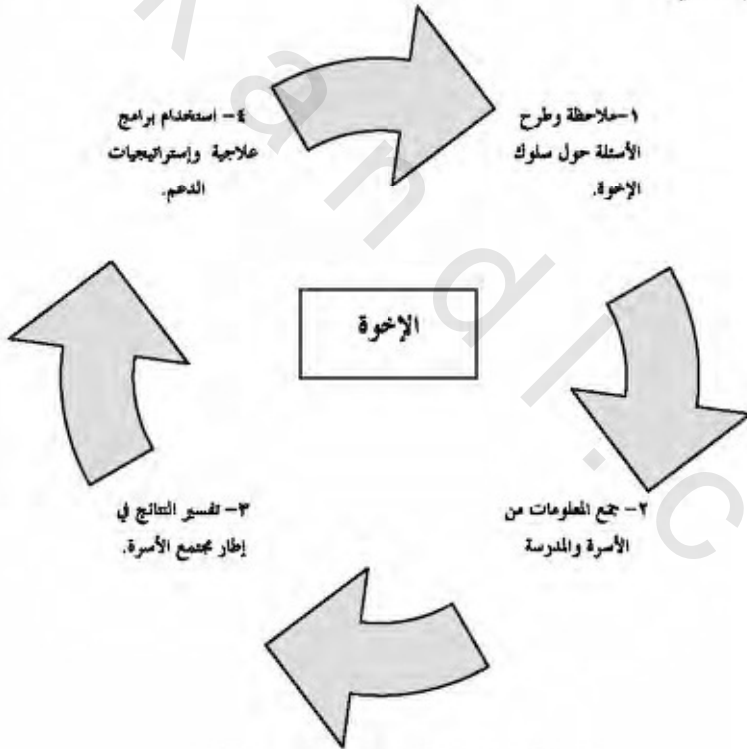 ١-ملاحظة وطرح
الأسئلة حول سلوك
الإخوة.
٢- جمع المعلومات من
الأسرة والمدرسة
٣- تفسير النتائج في
إطار مجتمع الأسرة.
٤- استخدام برامج
علاجية وإستراتيجيات
الدعم.
الإخوة